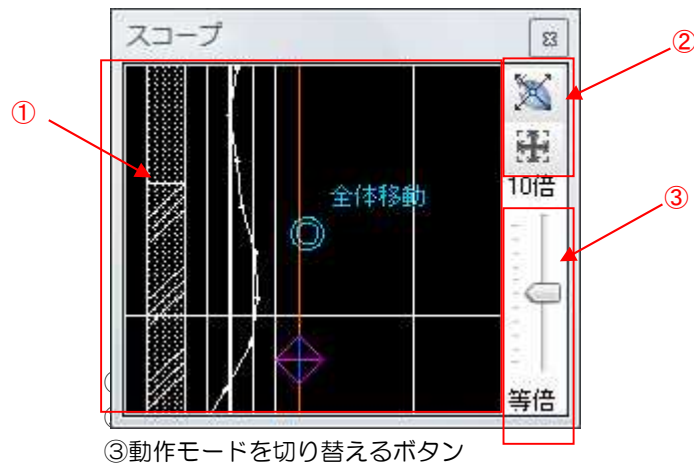 スコープ
②
①
10倍
全体移動
③
等倍
③動作モードを切り替えるボタン